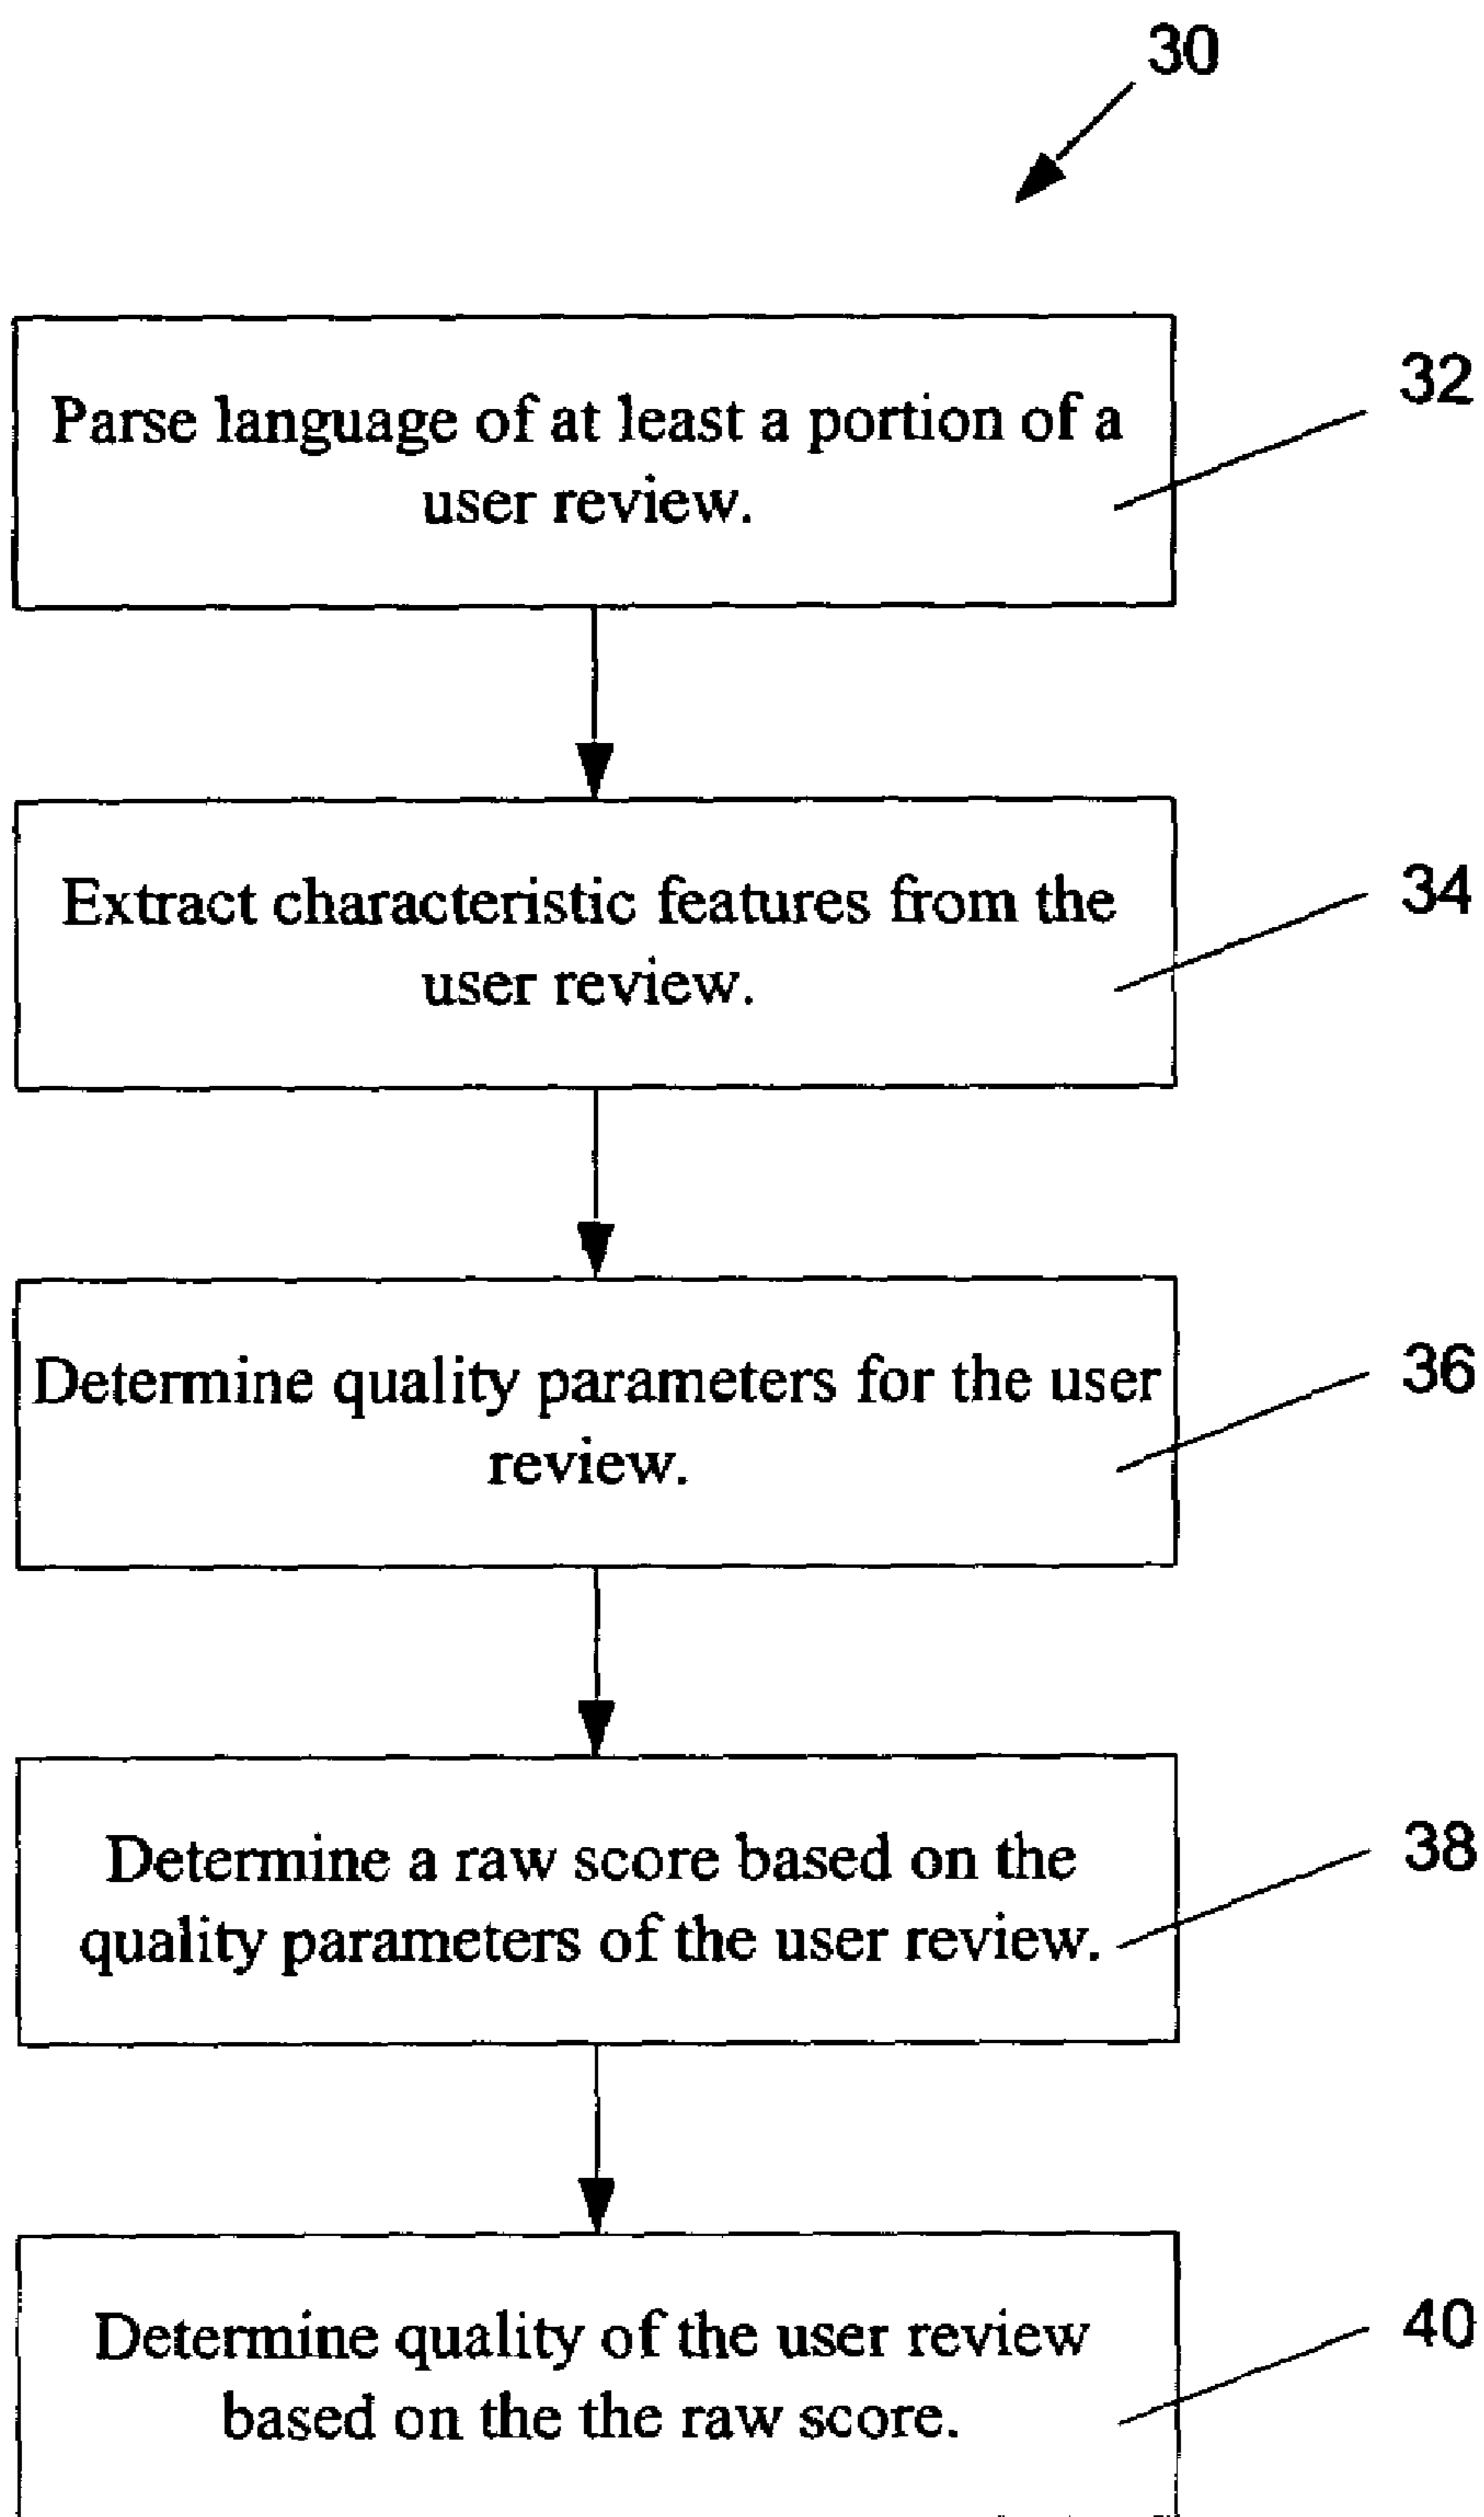 30
Parse language of at least a portion of a
user review.
32
Extract characteristic features from the
user review.
34
Determine quality parameters for the user
review.
36
Determine a raw score based on the
quality parameters of the user review.
38
Determine quality of the user review
based on the the raw score.
40